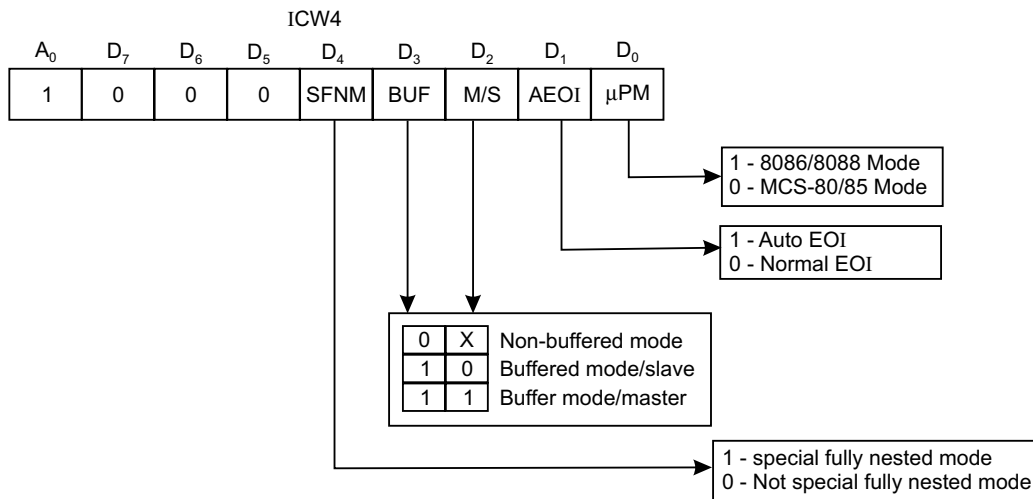 ICW4
A0 D7 D6 D5 D4 D3 D2 D1 D0
1 0 0 0 SFNM BUF M/S AEOI µPM
1 - 8086/8088 Mode
0 - MCS-80/85 Mode
1 - Auto EOI
0 - Normal EOI
0 X Non-buffered mode
1 0 Buffered mode/slave
1 1 Buffer mode/master
1 - special fully nested mode
0 - Not special fully nested mode